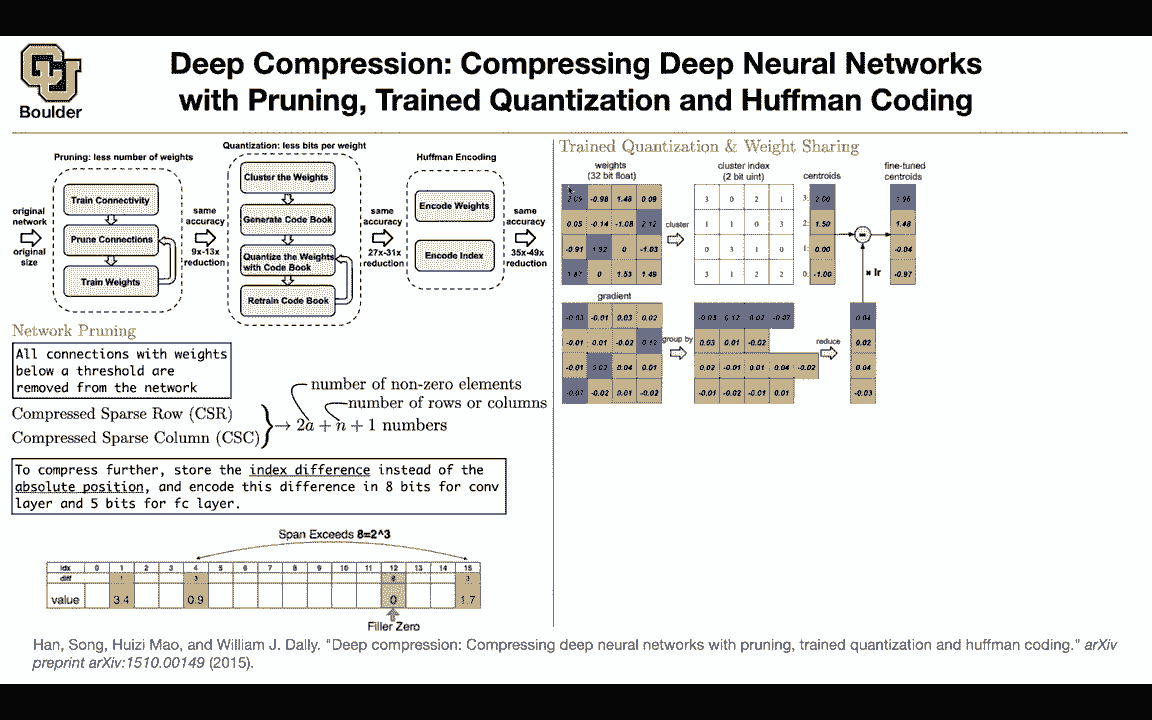 Boulder
Deep Compression: Compressing Deep Neural Networks
with Pruning, Trained Quantization and Huffman Coding
Pruning: less number of weights
Train Connectivity
Prune Connections
Train Weights
original
network
original
size
same
accuracy
9x-13x
reduction
Quantization: less bits per weight
Cluster the Weights
Generate Code Book
Quantize the Weights
with Code Book
Retrain Code Book
same
accuracy
27x-31x
reduction
Huffman Encoding
Encode Weights
Encode Index
same
accuracy
35x-49x
reduction
Network Pruning
All connections with weights
below a threshold are
removed from the network
Compressed Sparse Row (CSR)
Compressed Sparse Column (CSC)
number of non-zero elements
number of rows or columns
→ 2a + n + 1 numbers
To compress further, store the index difference instead of the
absolute position, and encode this difference in 8 bits for conv
layer and 5 bits for fc layer.
Span Exceeds 8=2^3
idx 0 1 2 3 4 5 6 7 8 9 10 11 12 13 14 15
diff 1 3 8 3
value 3.4 0.9 0 1.7
Filler Zero
Trained Quantization & Weight Sharing
weights
(32 bit float)
2.09 -0.98 1.48 0.09
0.05 -0.14 -1.08 2.12
-0.91 1.92 0 -1.03
1.87 0 1.53 1.49
cluster
cluster index
(2 bit uint)
3 0 2 1
1 1 0 3
0 3 1 0
3 1 2 2
centroids
3: 2.00
2: 1.50
1: 0.00
0: -1.00
fine-tuned
centroids
1.96
1.48
-0.04
-0.97
× lr
gradient
-0.03 -0.01 0.03 0.02
-0.01 0.01 -0.02 0.12
-0.01 0.02 0.04 0.01
-0.07 -0.02 0.01 -0.02
group by
-0.03 0.12 0.02 -0.07
0.03 0.01 -0.02
0.02 -0.01 0.01 0.04 -0.02
-0.01 -0.02 -0.01 0.01
reduce
0.04
0.02
0.04
-0.03
Han, Song, Huizi Mao, and William J. Dally. "Deep compression: Compressing deep neural networks with pruning, trained quantization and huffman coding." arXiv
preprint arXiv:1510.00149 (2015).